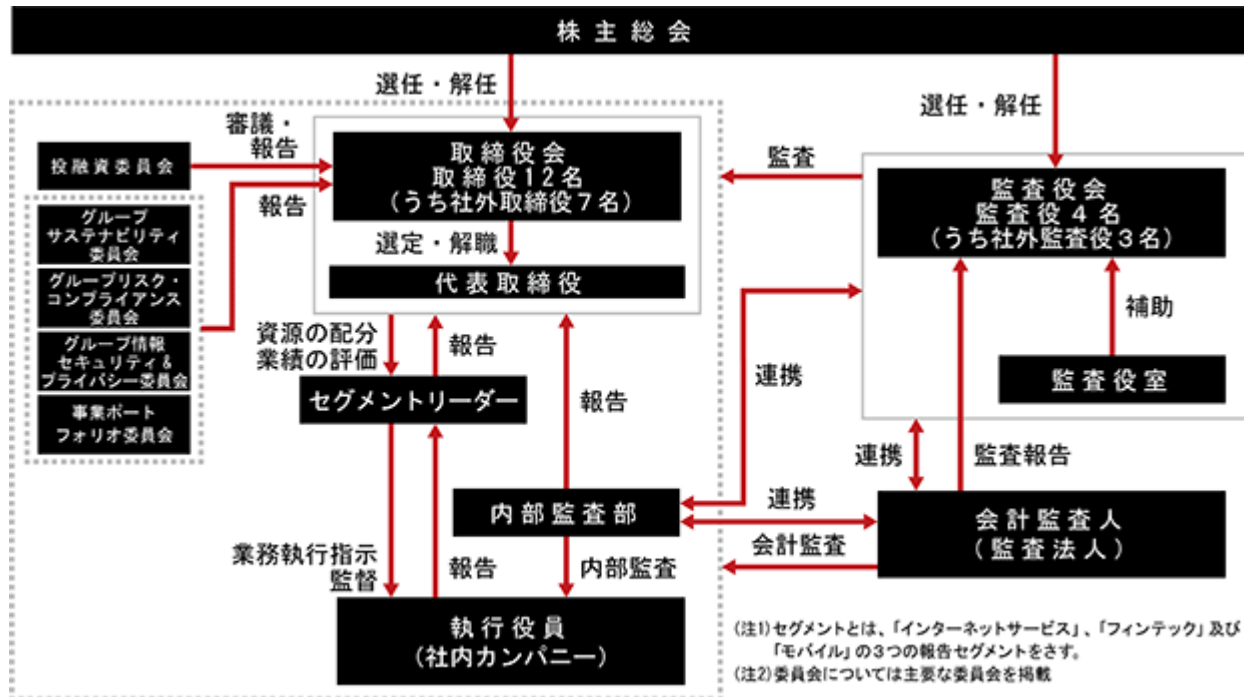 株主総会
選任・解任
選任・解任
審議・
報告
投融資委員会
取締役会
取締役12名
(うち社外取締役7名)
監査
監査役会
監査役4名
(うち社外監査役3名)
報告
グループ
サステナビリティ
委員会
選定・解職
代表取締役
グループリスク・
コンプライアンス
委員会
補助
資源の配分
業績の評価
報告
グループ情報
セキュリティ&
プライバシー委員会
連携
監査役室
セグメントリーダー
報告
事業ポート
フォリオ委員会
連携
監査報告
内部監査部
連携
会計監査人
(監査法人)
業務執行指示
監督
報告
内部監査
会計監査
執行役員
(社内カンパニー)
(注1)セグメントとは、「インターネットサービス」、「フィンテック」及び
「モバイル」の3つの報告セグメントをさす。
(注2)委員会については主要な委員会を掲載